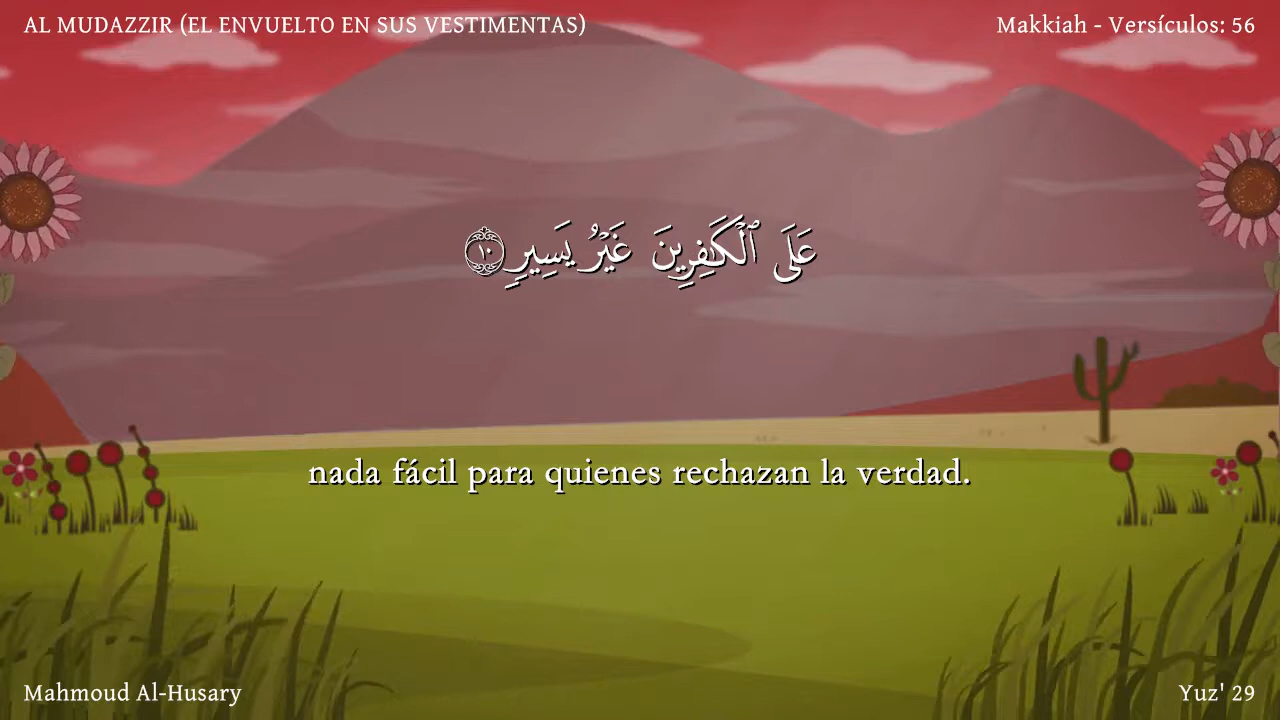 AL MUDAZZIR (EL ENVUELTO EN SUS VESTIMENTAS)
Makkiah - Versículos: 56
عَلَى ٱلْكَٰفِرِينَ غَيْرُ يَسِيرٍ ١٠
nada fácil para quienes rechazan la verdad.
Mahmoud Al-Husary
Yuz' 29